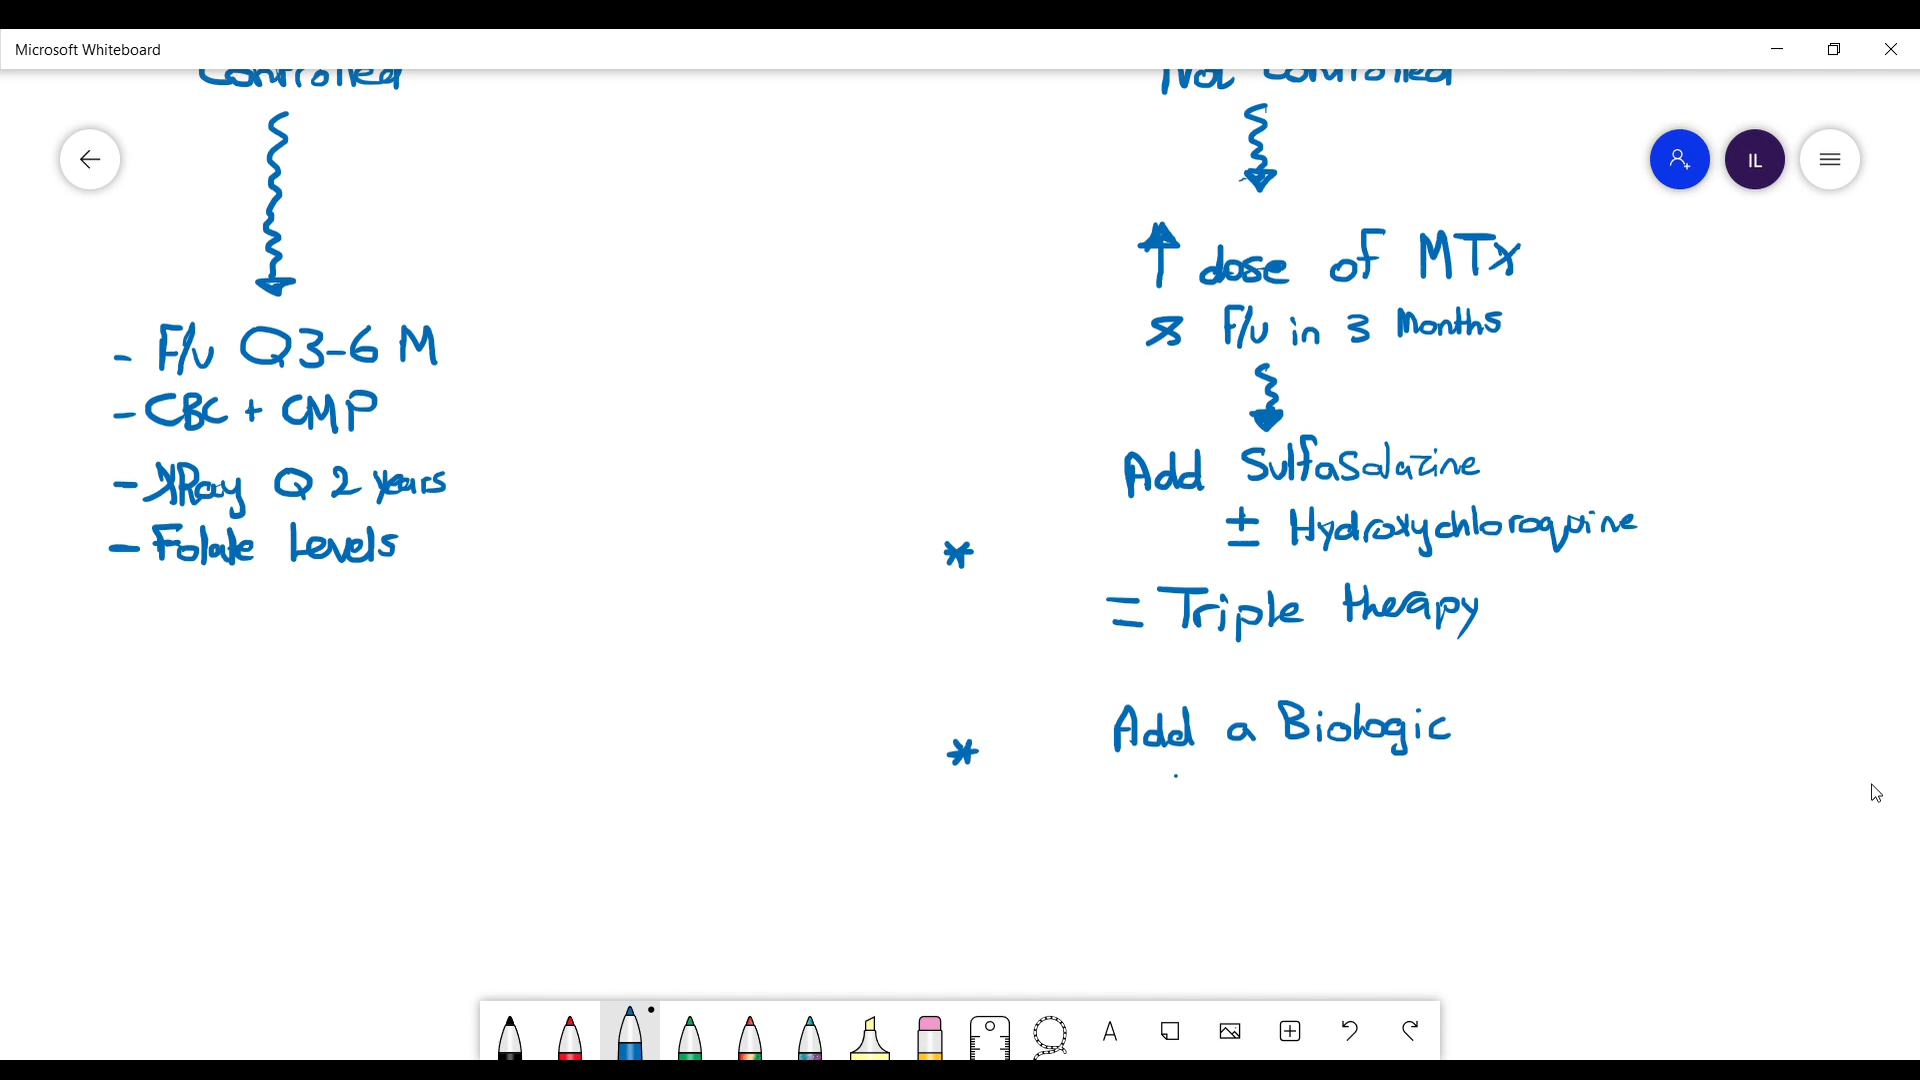 Microsoft Whiteboard
Controlled
Not Controlled
IL
↑ dose of MTX
& F/u in 3 Months
- F/u Q 3-6 M
- CBC + CMP
- XRay Q 2 years
- Folate Levels
Add Sulfasalazine
± Hydroxychloroquine
*
= Triple therapy
* Add a Biologic
A